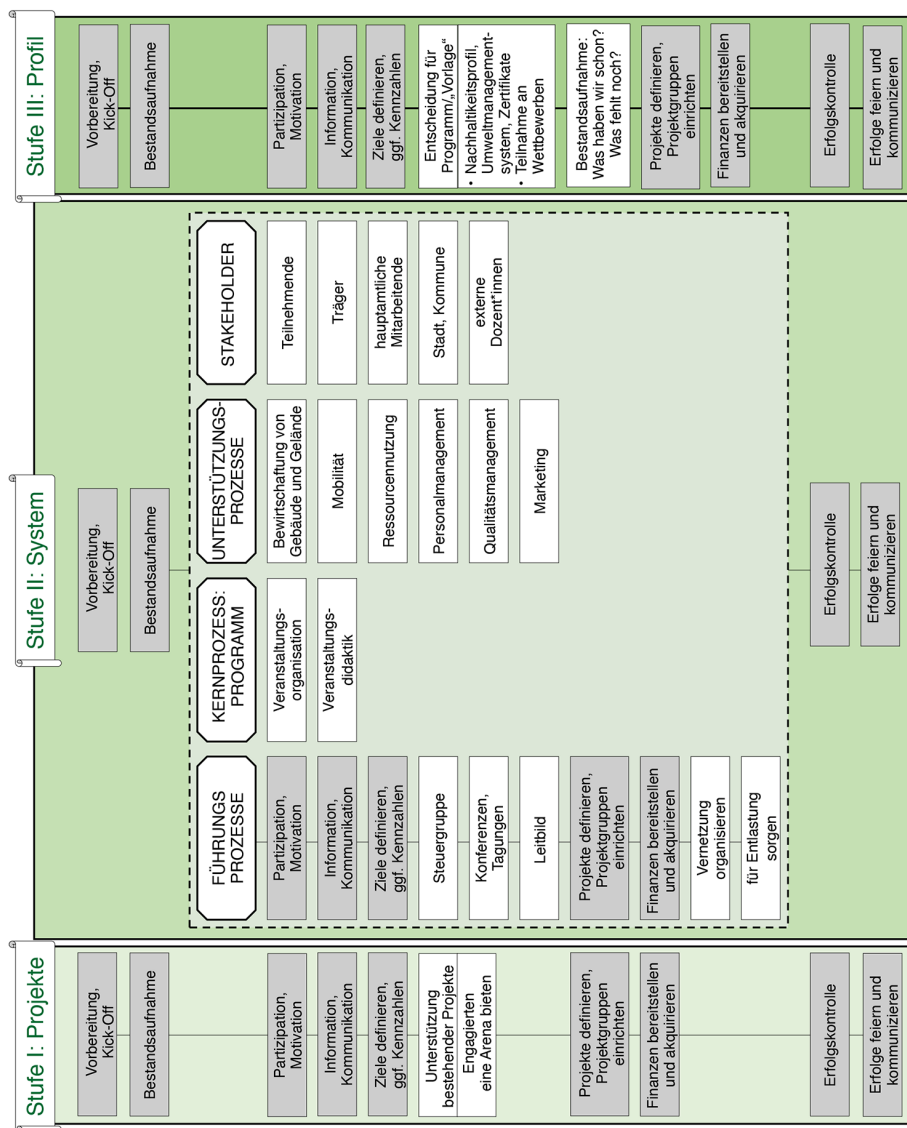 Stufe I: Projekte
Vorbereitung,
Kick-Off
Bestandsaufnahme
Partizipation,
Motivation
Information,
Kommunikation
Ziele definieren,
ggf. Kennzahlen
Unterstützung
bestehender Projekte
Engagierten
eine Arena bieten
Projekte definieren,
Projektgruppen
einrichten
Finanzen bereitstellen
und akquirieren
Erfolgskontrolle
Erfolge feiern und
kommunizieren
Stufe II: System
Vorbereitung,
Kick-Off
Bestandsaufnahme
FÜHRUNGS
PROZESSE
Partizipation,
Motivation
Information,
Kommunikation
Ziele definieren,
ggf. Kennzahlen
Steuergruppe
Konferenzen,
Tagungen
Leitbild
Projekte definieren,
Projektgruppen
einrichten
Finanzen bereitstellen
und akquirieren
Vernetzung
organisieren
für Entlastung
sorgen
KERNPROZESS:
PROGRAMM
Veranstaltungs-
organisation
Veranstaltungs-
didaktik
UNTERSTÜTZUNGS-
PROZESSE
Bewirtschaftung von
Gebäude und Gelände
Mobilität
Ressourcennutzung
Personalmanagement
Qualitätsmanagement
Marketing
STAKEHOLDER
Teilnehmende
Träger
hauptamtliche
Mitarbeitende
Stadt, Kommune
externe
Dozent*innen
Erfolgskontrolle
Erfolge feiern und
kommunizieren
Stufe III: Profil
Vorbereitung,
Kick-Off
Bestandsaufnahme
Partizipation,
Motivation
Information,
Kommunikation
Ziele definieren,
ggf. Kennzahlen
Entscheidung für
Programm/„Vorlage“
• Nachhaltikeitsprofil,
Umweltmanagement-
system, Zertifikate
• Teilnahme an
Wettbewerben
Bestandsaufnahme:
Was haben wir schon?
Was fehlt noch?
Projekte definieren,
Projektgruppen
einrichten
Finanzen bereitstellen
und akquirieren
Erfolgskontrolle
Erfolge feiern und
kommunizieren